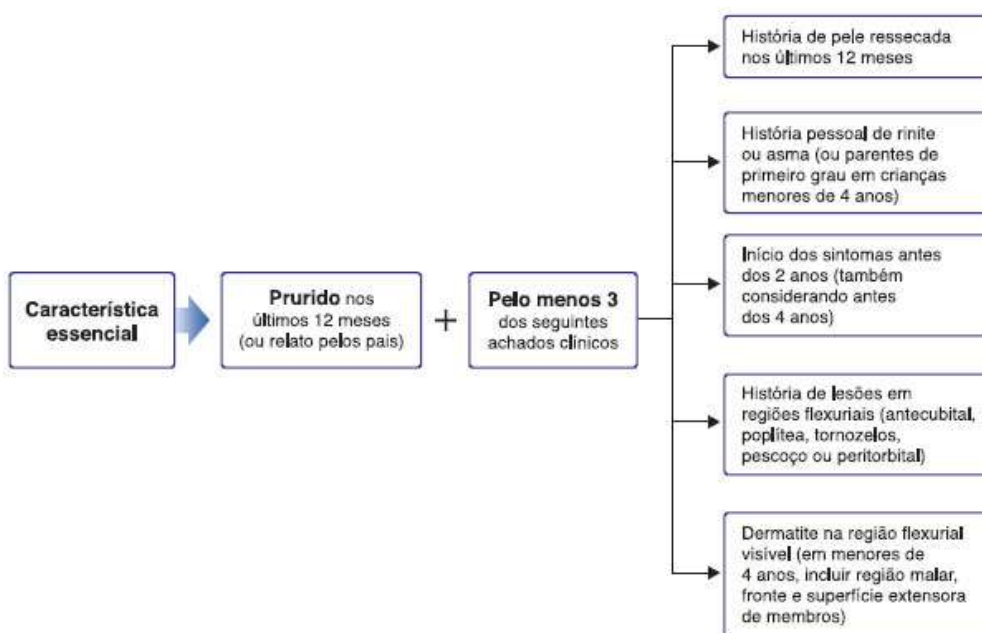 Característica
essencial
Prurido nos
últimos 12 meses
(ou relato pelos pais)
+
Pelo menos 3
dos seguintes
achados clínicos
História de pele ressecada
nos últimos 12 meses
História pessoal de rinite
ou asma (ou parentes de
primeiro grau em crianças
menores de 4 anos)
Início dos sintomas antes
dos 2 anos (também
considerando antes
dos 4 anos)
História de lesões em
regiões flexuriais (antecubital,
poplítea, tornozelos,
pescoço ou peritorbital)
Dermatite na região flexurial
visível (em menores de
4 anos, incluir região malar,
fronte e superfície extensora
de membros)